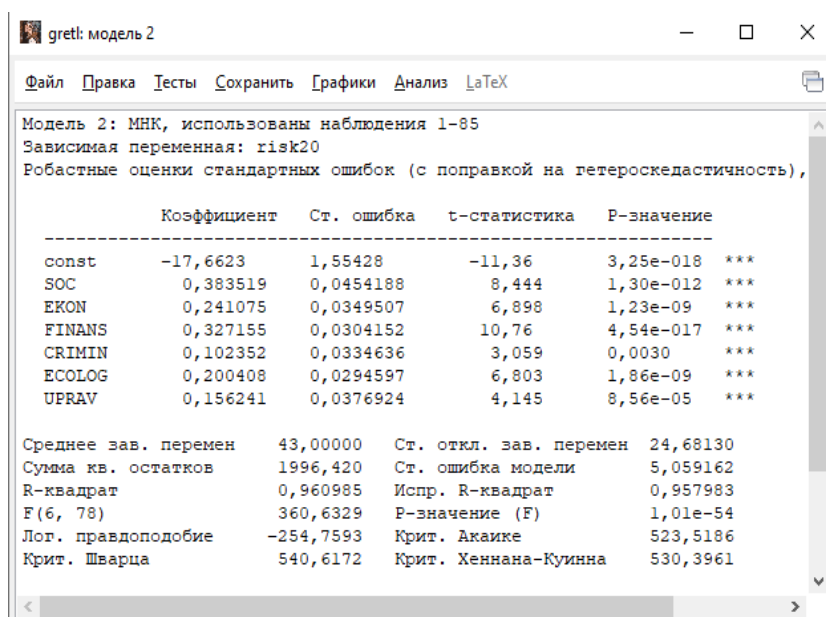 gretl: модель 2
Файл Правка Тесты Сохранить Графики Анализ LaTeX
Модель 2: МНК, использованы наблюдения 1-85
Зависимая переменная: risk20
Робастные оценки стандартных ошибок (с поправкой на гетероскедастичность),
Коэффициент Ст. ошибка t-статистика P-значение
-----------------------------------------------------------------
const -17,6623 1,55428 -11,36 3,25e-018 ***
SOC 0,383519 0,0454188 8,444 1,30e-012 ***
EKON 0,241075 0,0349507 6,898 1,23e-09 ***
FINANS 0,327155 0,0304152 10,76 4,54e-017 ***
CRIMIN 0,102352 0,0334636 3,059 0,0030 ***
ECOLOG 0,200408 0,0294597 6,803 1,86e-09 ***
UPRAV 0,156241 0,0376924 4,145 8,56e-05 ***
Среднее зав. перемен 43,00000 Ст. откл. зав. перемен 24,68130
Сумма кв. остатков 1996,420 Ст. ошибка модели 5,059162
R-квадрат 0,960985 Испр. R-квадрат 0,957983
F(6, 78) 360,6329 P-значение (F) 1,01e-54
Лог. правдоподобие -254,7593 Крит. Акаике 523,5186
Крит. Шварца 540,6172 Крит. Хеннана-Куинна 530,3961